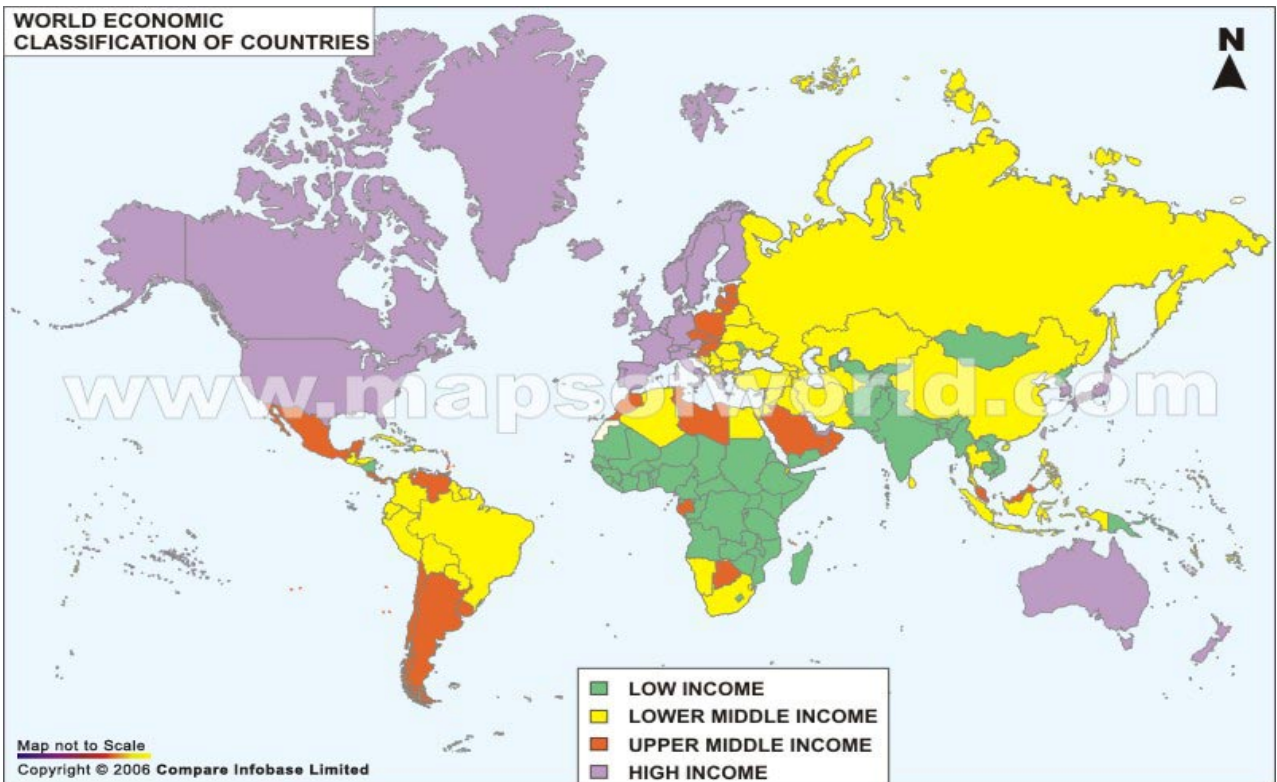 WORLD ECONOMIC
CLASSIFICATION OF COUNTRIES
N
www.mapsofworld.com
LOW INCOME
LOWER MIDDLE INCOME
UPPER MIDDLE INCOME
HIGH INCOME
Map not to Scale
Copyright © 2006 Compare Infobase Limited